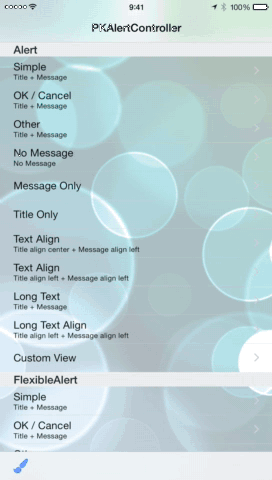 9:41
100%
PKAlertController
Alert
Simple
Title + Message
OK / Cancel
Title + Message
Other
Title + Message
No Message
No Message
Message Only
Title Only
Text Align
Title align center + Message align left
Text Align
Title align left + Message align left
Long Text
Title + Message
Long Text Align
Title align left + Message align left
Custom View
FlexibleAlert
Simple
Title + Message
OK / Cancel
Title + Message